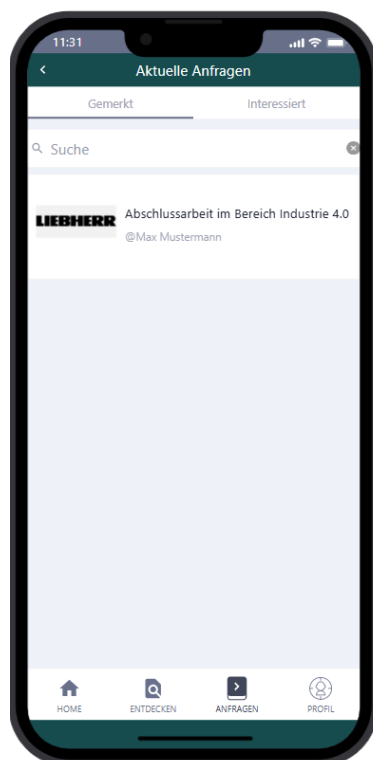 11:31
Aktuelle Anfragen
Gemerkt Interessiert
Suche
LIEBHERR
Abschlussarbeit im Bereich Industrie 4.0
@Max Mustermann
HOME ENTDECKEN ANFRAGEN PROFIL